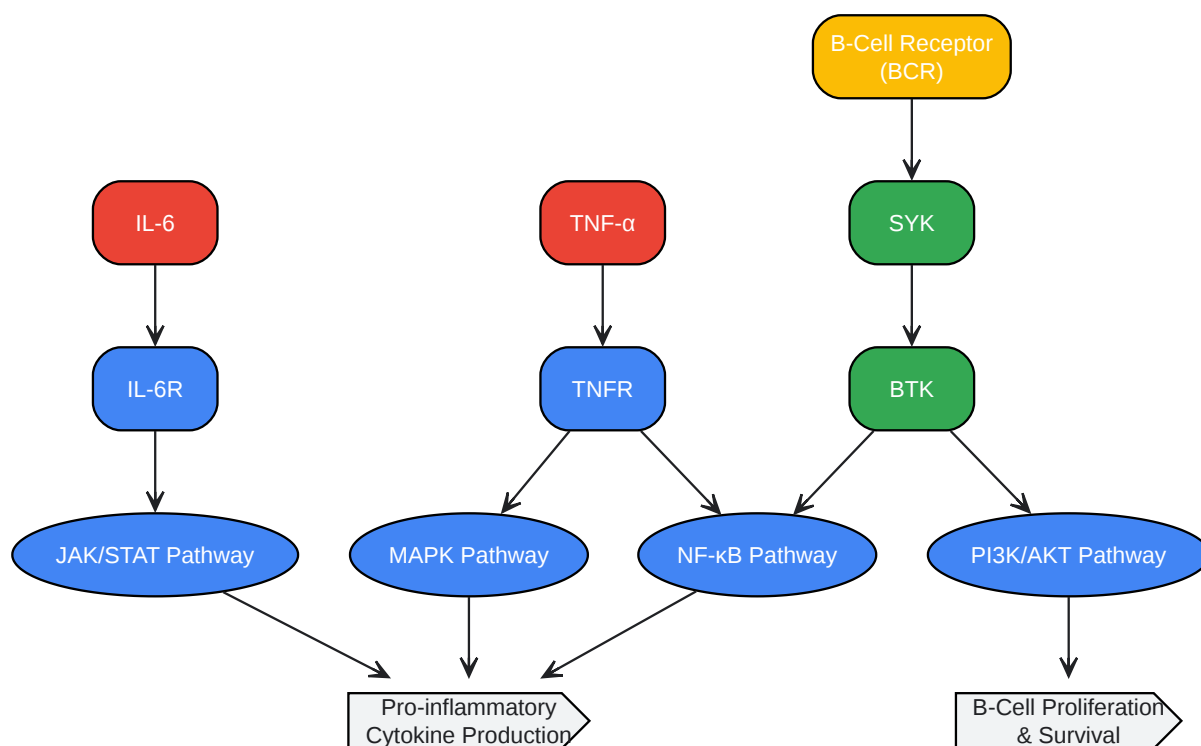 B-Cell Receptor
(BCR)
IL-6
TNF-α
SYK
IL-6R
TNFR
BTK
JAK/STAT Pathway
MAPK Pathway
NF-κB Pathway
PI3K/AKT Pathway
Pro-inflammatory
Cytokine Production
B-Cell Proliferation
& Survival